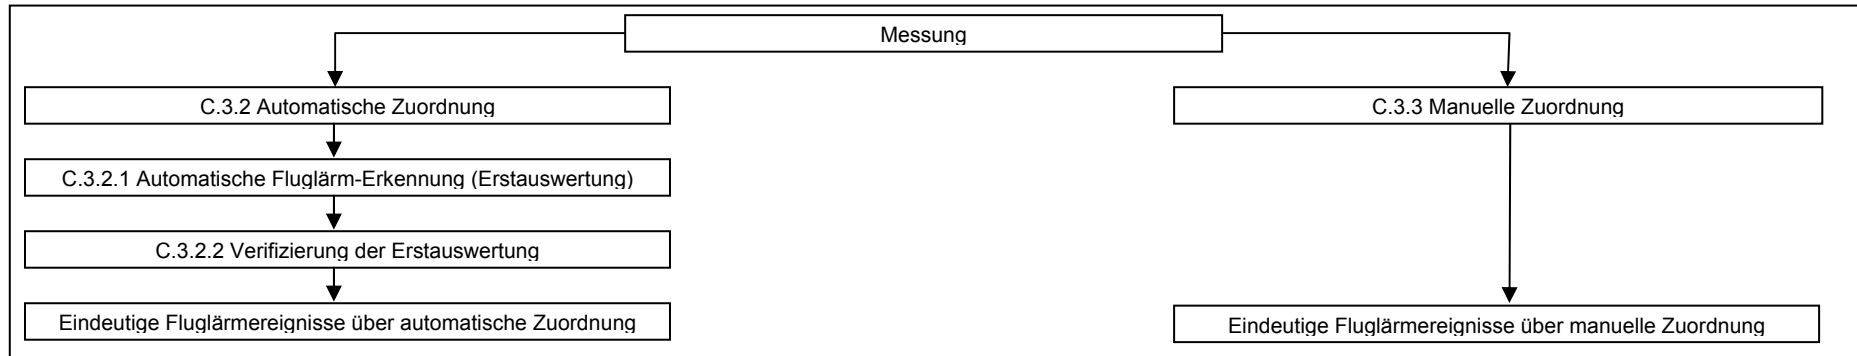 Messung
C.3.2 Automatische Zuordnung
C.3.3 Manuelle Zuordnung
C.3.2.1 Automatische Fluglärm-Erkennung (Erstauswertung)
C.3.2.2 Verifizierung der Erstauswertung
Eindeutige Fluglärmereignisse über automatische Zuordnung
Eindeutige Fluglärmereignisse über manuelle Zuordnung